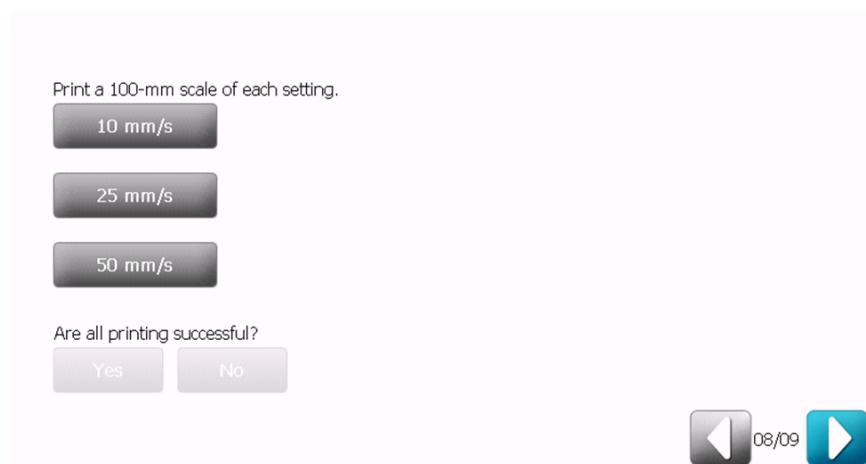 Print a 100-mm scale of each setting.
10 mm/s
25 mm/s
50 mm/s
Are all printing successful?
Yes No
08/09